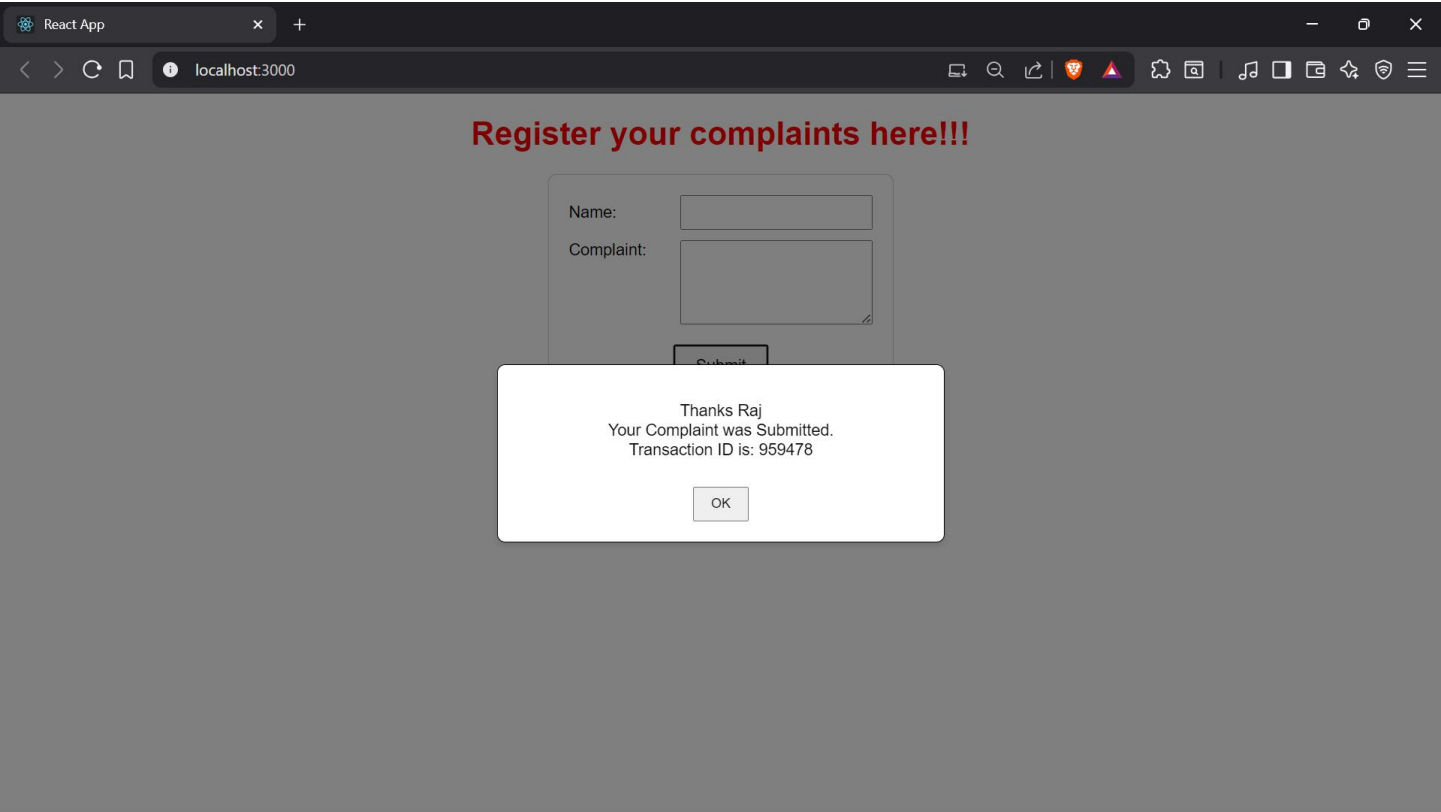 React App
localhost:3000
Register your complaints here!!!
Name:
Complaint:
Submit
Thanks Raj
Your Complaint was Submitted.
Transaction ID is: 959478
OK